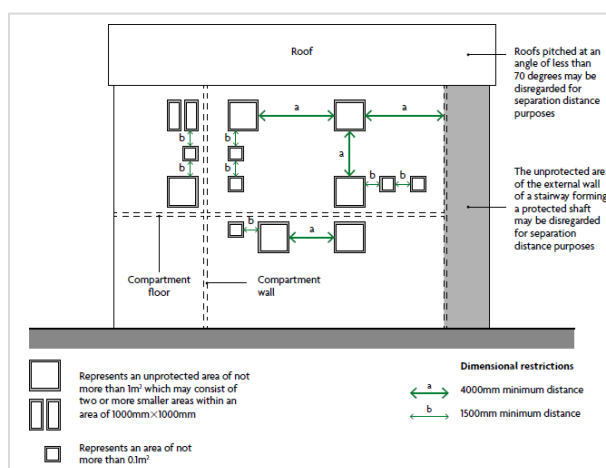 Roof
Roofs pitched at an
angle of less than
70 degrees may be
disregarded for
separation distance
purposes
a
a
b
b
a
b
b
b
b
The unprotected area
of the external wall
of a stairway forming
a protected shaft
may be disregarded
for separation
distance purposes
b
a
Compartment
floor
Compartment
wall
Represents an unprotected area of not
more than 1m² which may consist of
two or more smaller areas within an
area of 1000mm×1000mm
Represents an area of not
more than 0.1m²
Dimensional restrictions
a
4000mm minimum distance
b
1500mm minimum distance